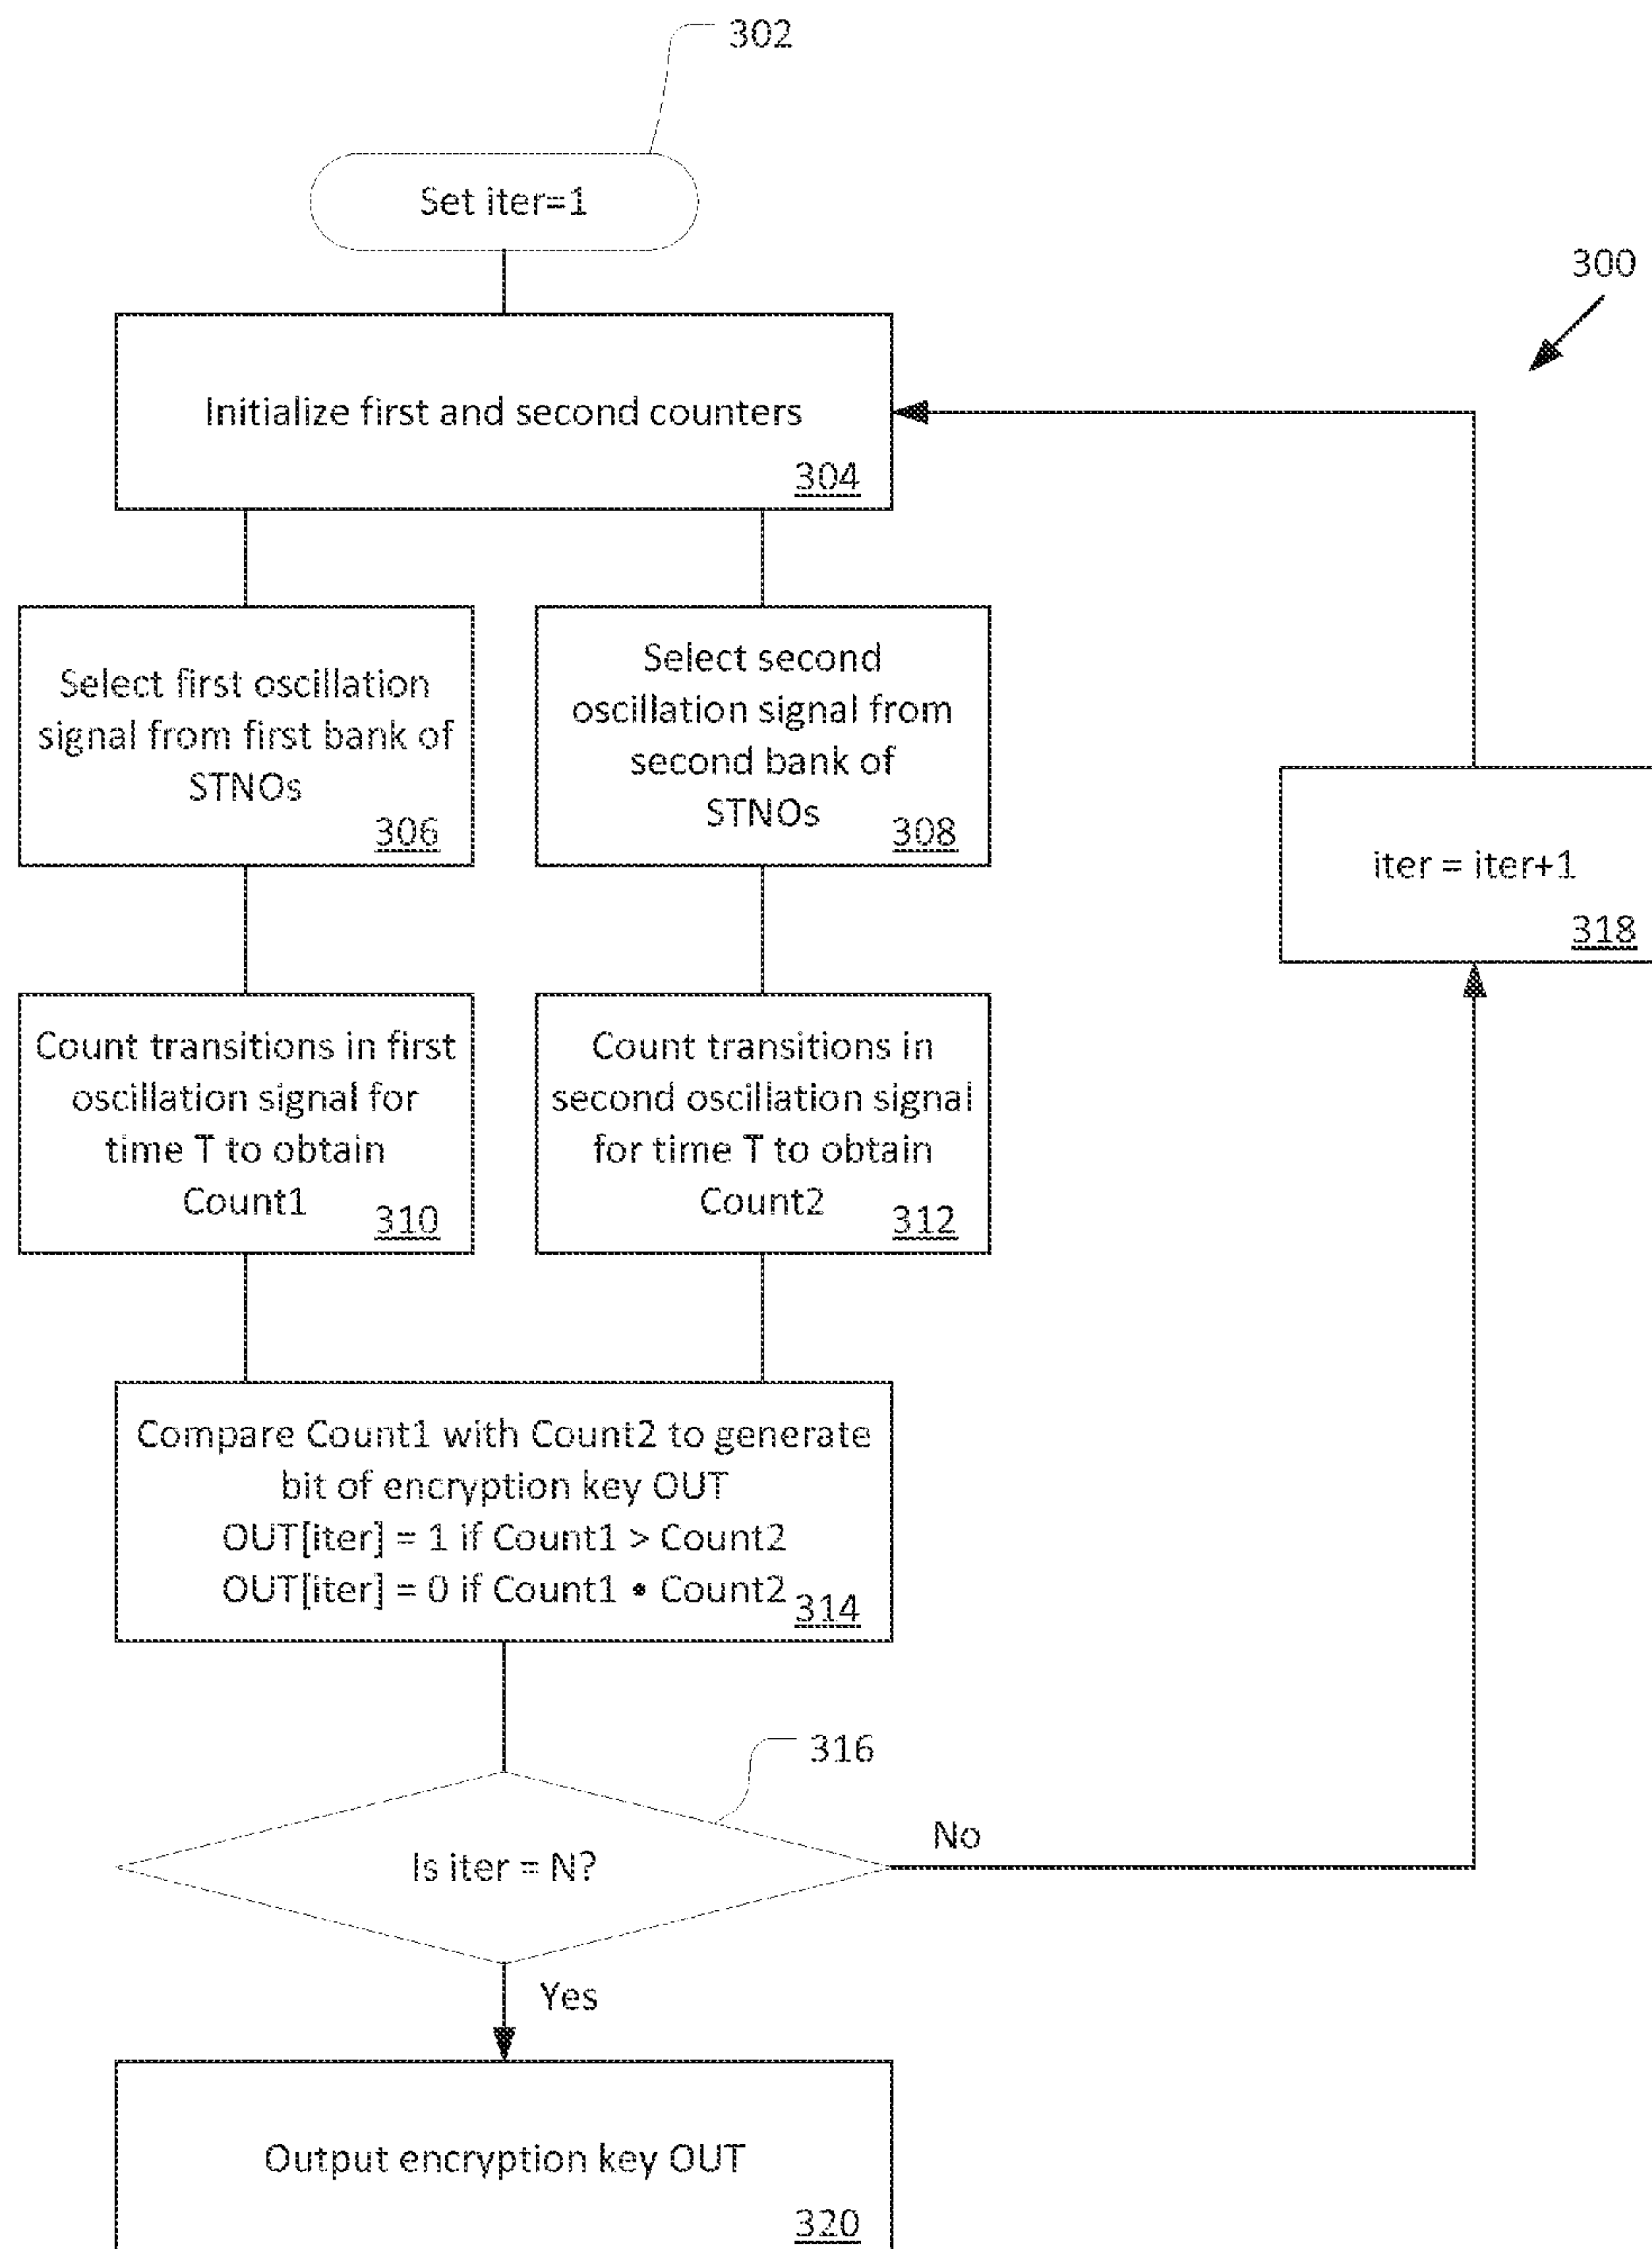 302
Set iter=1
300
Initialize first and second counters
304
Select first oscillation
signal from first bank of
STNOs
306
Select second
oscillation signal from
second bank of
STNOs
308
iter = iter+1
318
Count transitions in first
oscillation signal for
time T to obtain
Count1
310
Count transitions in
second oscillation signal
for time T to obtain
Count2
312
Compare Count1 with Count2 to generate
bit of encryption key OUT
OUT[iter] = 1 if Count1 > Count2
OUT[iter] = 0 if Count1 • Count2
314
316
Is iter = N?
No
Yes
Output encryption key OUT
320